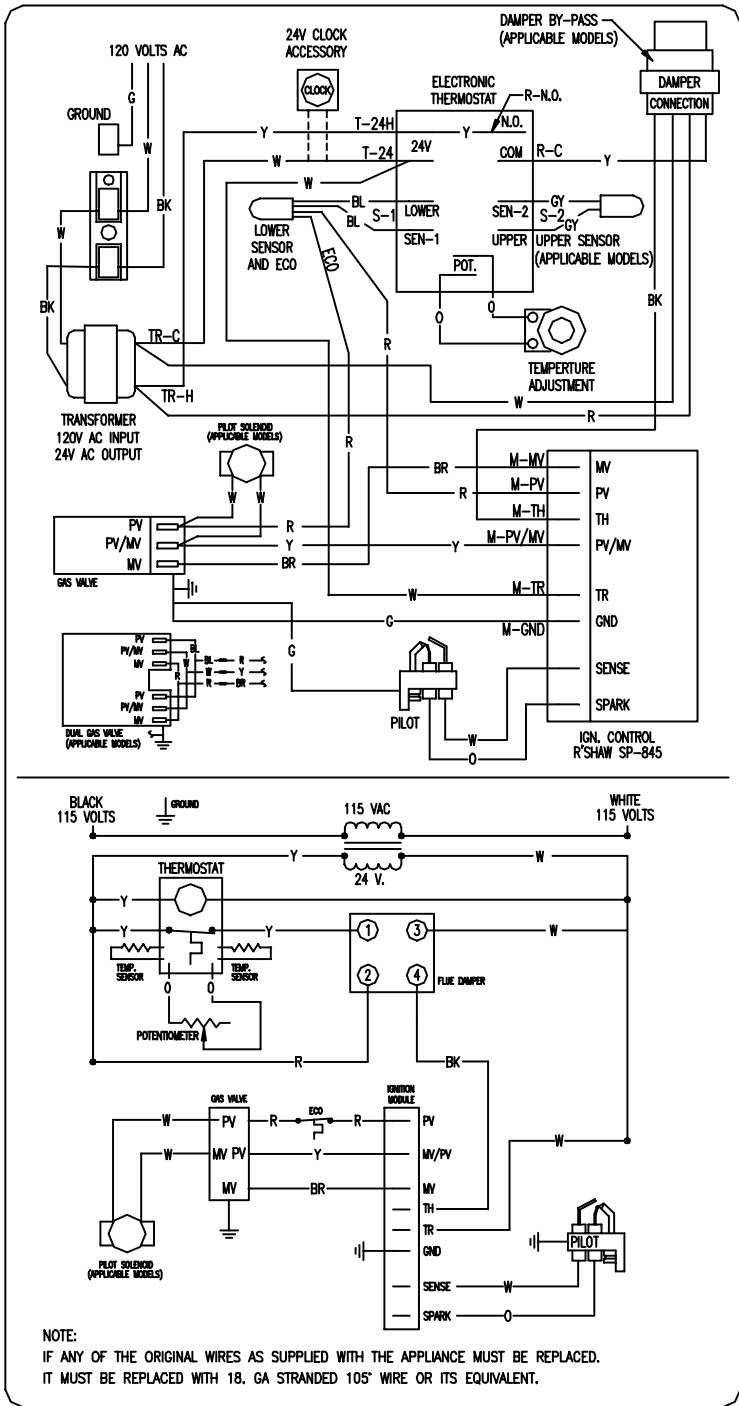 120 VOLTS AC
24V CLOCK
ACCESSORY
DAMPER BY-PASS
(APPLICABLE MODELS)
CLOCK
DAMPER
CONNECTION
GROUND
G
W
BK
ELECTRONIC
THERMOSTAT
R-N.O.
T-24H
Y
Y
N.O.
T-24
W
24V
COM
R-C
Y
W
BL
BL
S-1
LOWER
SEN-1
SEN-2
UPPER
GY
S-2
GY
LOWER
SENSOR
AND ECO
ECO
UPPER SENSOR
(APPLICABLE MODELS)
POT.
O
O
W
BK
BK
R
TR-C
TR-H
TEMPERTURE
ADJUSTMENT
W
R
TRANSFORMER
120V AC INPUT
24V AC OUTPUT
PILOT SOLENOID
(APPLICABLE MODELS)
W
W
R
BR
M-MV
MV
R
M-PV
PV
M-TH
TH
PV
R
PV/MV
Y
Y
M-PV/MV
PV/MV
MV
BR
GAS VALVE
M-TR
TR
W
G
M-GND
GND
G
SENSE
SPARK
PILOT
W
O
IGN. CONTROL
R'SHAW SP-845
PV
PV/MV
MV
PV
PV/MV
MV
BL
W
R
BL
R
W
Y
R
BR
DUAL GAS VALVE
(APPLICABLE MODELS)
BLACK
115 VOLTS
GROUND
115 VAC
WHITE
115 VOLTS
Y
W
24 V.
THERMOSTAT
Y
Y
Y
1
3
W
2
4
FLUE DAMPER
TEMP.
SENSOR
TEMP.
SENSOR
O
O
POTENTIOMETER
R
BK
GAS VALVE
ECO
IGNITION
MODULE
W
PV
R
R
PV
W
MV PV
Y
MV/PV
W
MV
BR
MV
TH
TR
GND
PILOT
SENSE
W
SPARK
O
PILOT SOLENOID
(APPLICABLE MODELS)
NOTE:
IF ANY OF THE ORIGINAL WIRES AS SUPPLIED WITH THE APPLIANCE MUST BE REPLACED.
IT MUST BE REPLACED WITH 18. GA STRANDED 105° WIRE OR ITS EQUIVALENT.